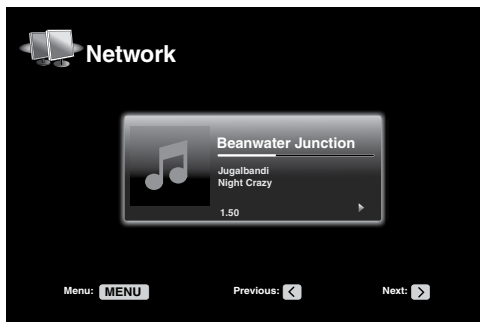 Network
Beanwater Junction
Jugalbandi
Night Crazy
1.50
Menu: MENU Previous: < Next: >